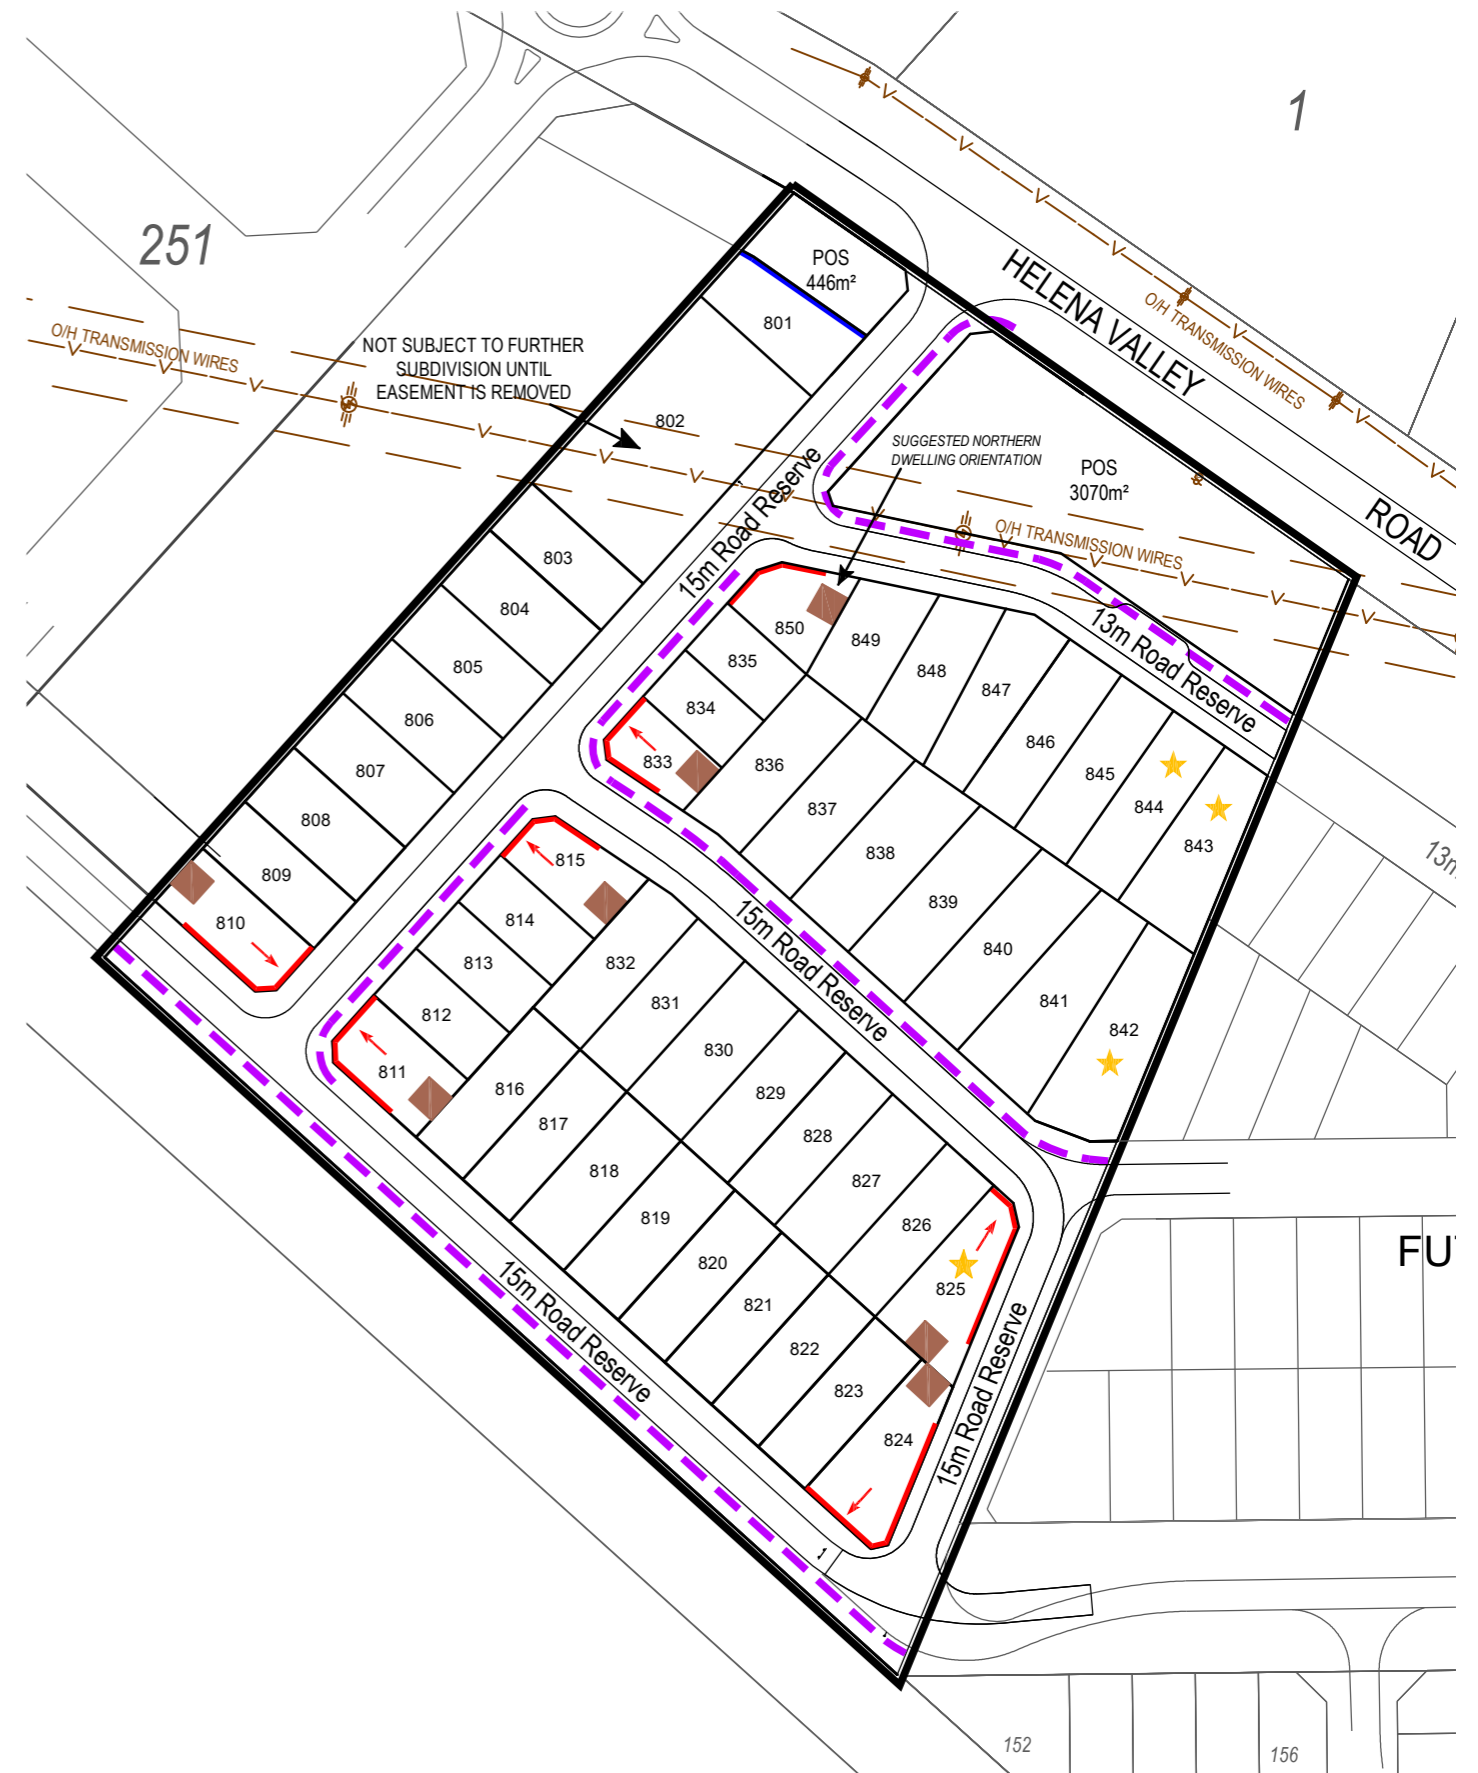 1
251
POS
446m²
HELENA VALLEY
ROAD
O/H TRANSMISSION WIRES
O/H TRANSMISSION WIRES
NOT SUBJECT TO FURTHER
SUBDIVISION UNTIL
EASEMENT IS REMOVED
801
802
SUGGESTED NORTHERN
DWELLING ORIENTATION
POS
3070m²
O/H TRANSMISSION WIRES
15m Road Reserve
13m Road Reserve
803
804
805
806
807
808
809
810
850
849
848
847
846
845
844
843
835
834
833
836
837
838
839
840
841
842
13m
15m Road Reserve
815
814
813
812
811
832
831
830
829
828
827
826
825
816
817
818
819
820
821
822
823
824
15m Road Reserve
15m Road Reserve
FU
152
156